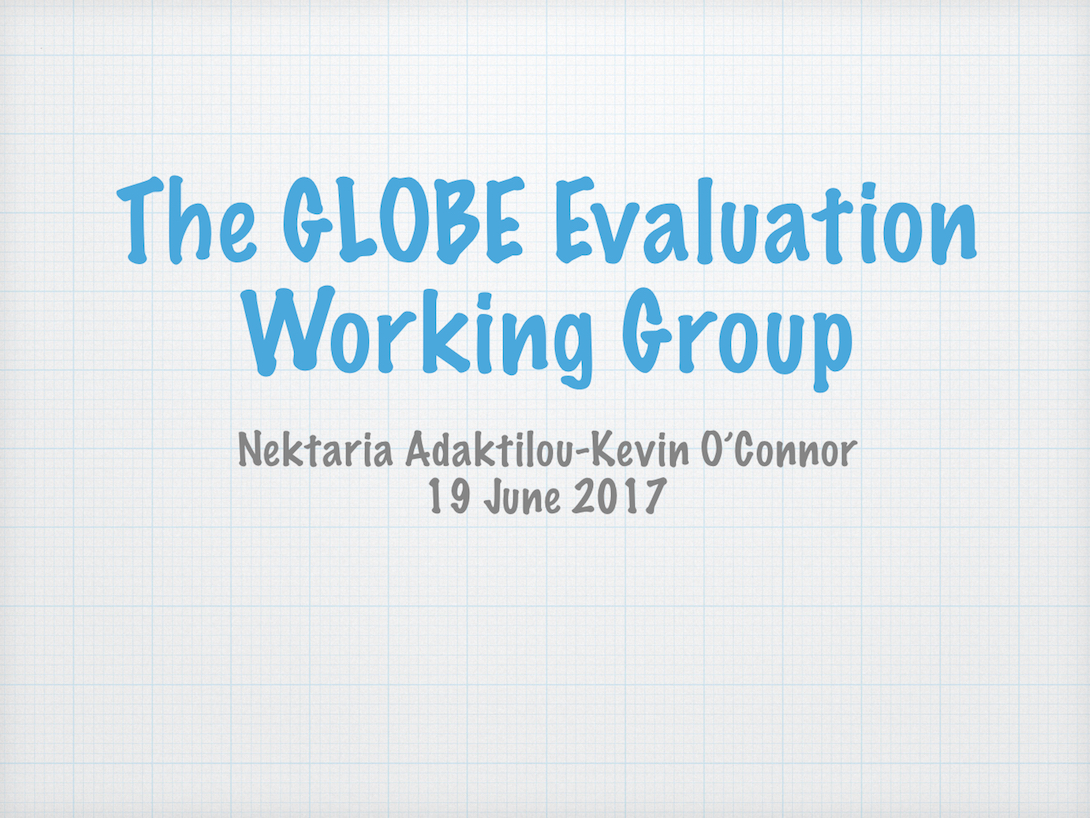 The GLOBE Evaluation
Working Group
Nektaria Adaktilou-Kevin O’Connor
19 June 2017